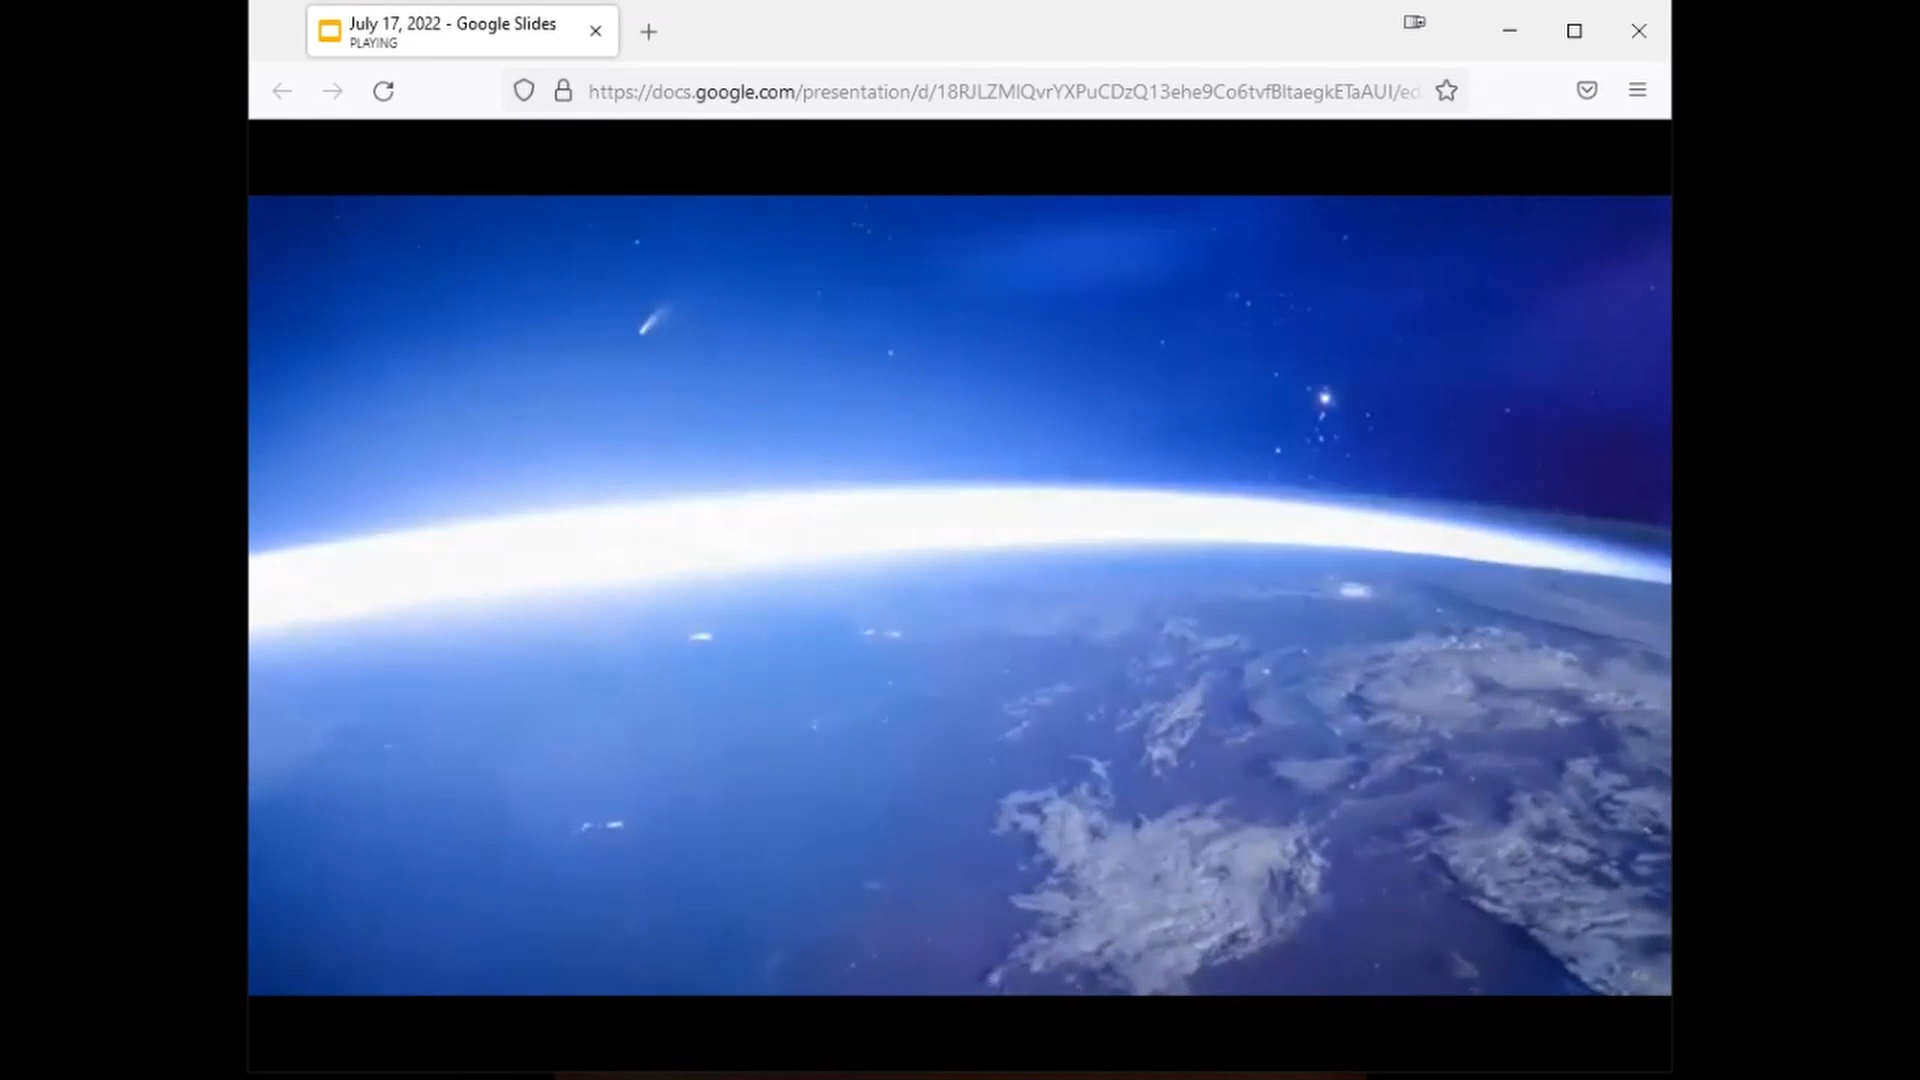 July 17, 2022 - Google Slides
PLAYING
https://docs.google.com/presentation/d/18RJLZMlQvrYXPuCDzQ13ehe9Co6tvfBltaegkETaAUI/ed